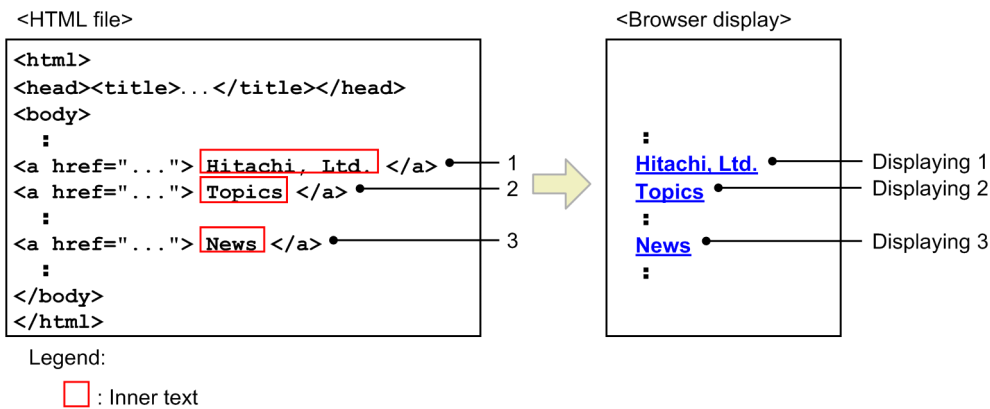 <HTML file>
<html>
<head><title>...</title></head>
<body>
:
<a href="..."> Hitachi, Ltd. </a> 1
<a href="..."> Topics </a> 2
:
<a href="..."> News </a> 3
:
</body>
</html>
<Browser display>
:
Hitachi, Ltd. Displaying 1
Topics Displaying 2
:
News Displaying 3
:
Legend:
: Inner text